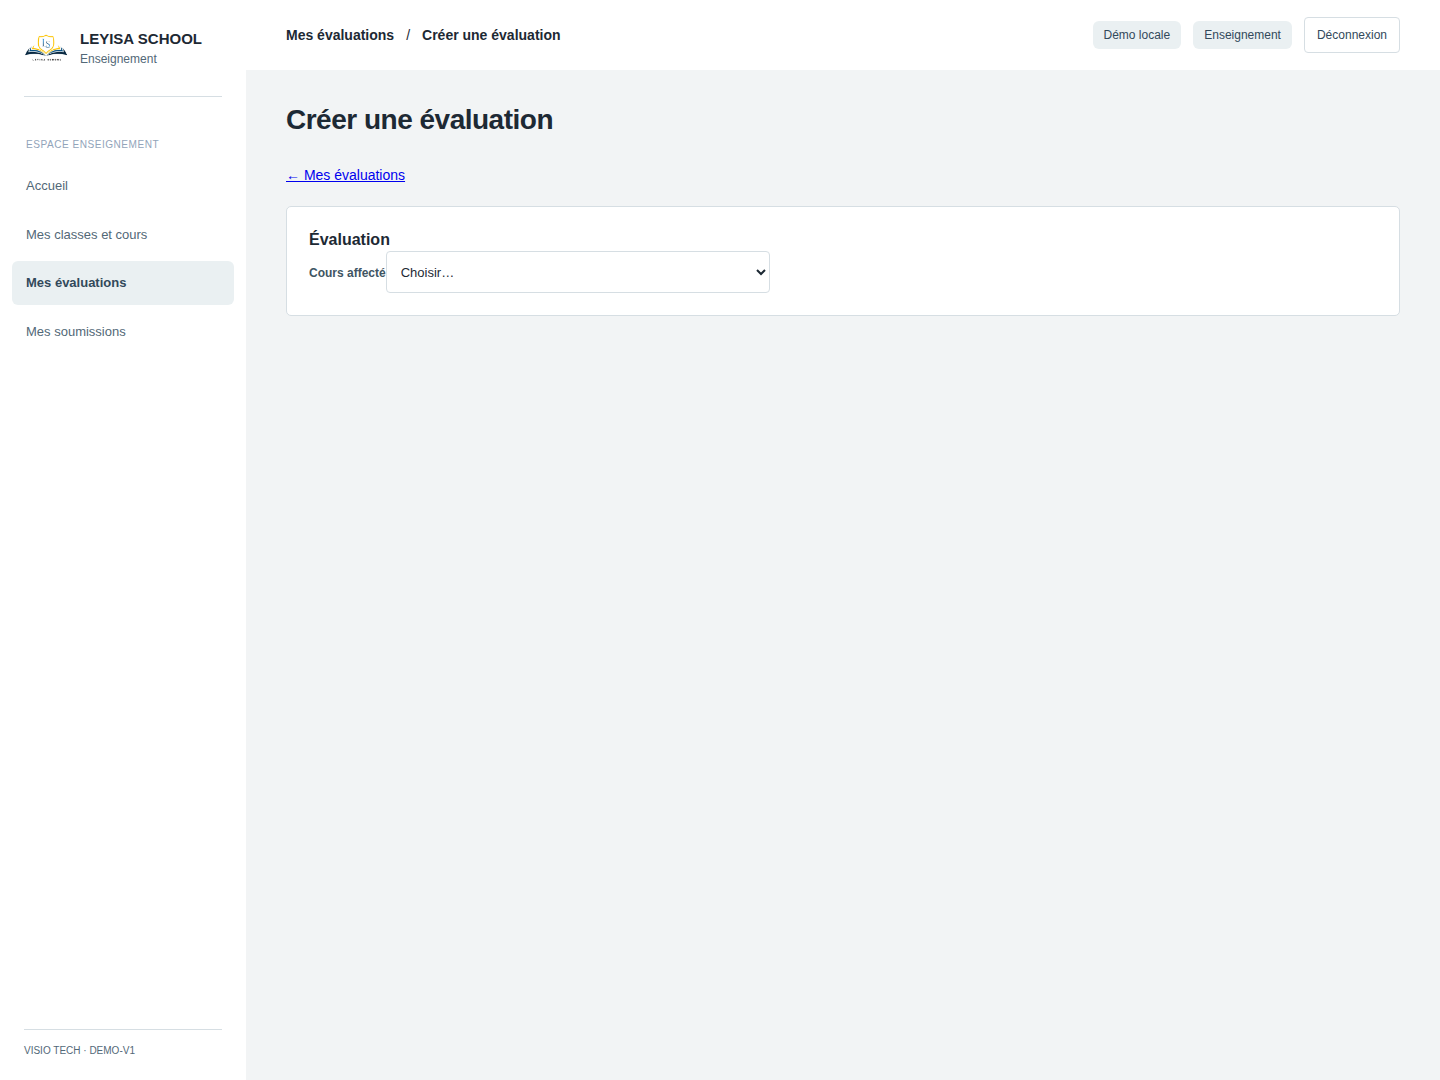 LEYISA SCHOOL
Enseignement
ESPACE ENSEIGNEMENT
Accueil
Mes classes et cours
Mes évaluations
Mes soumissions
VISIO TECH · DEMO-V1
Mes évaluations / Créer une évaluation
Démo locale
Enseignement
Déconnexion
Créer une évaluation
← Mes évaluations
Évaluation
Cours affecté Choisir…